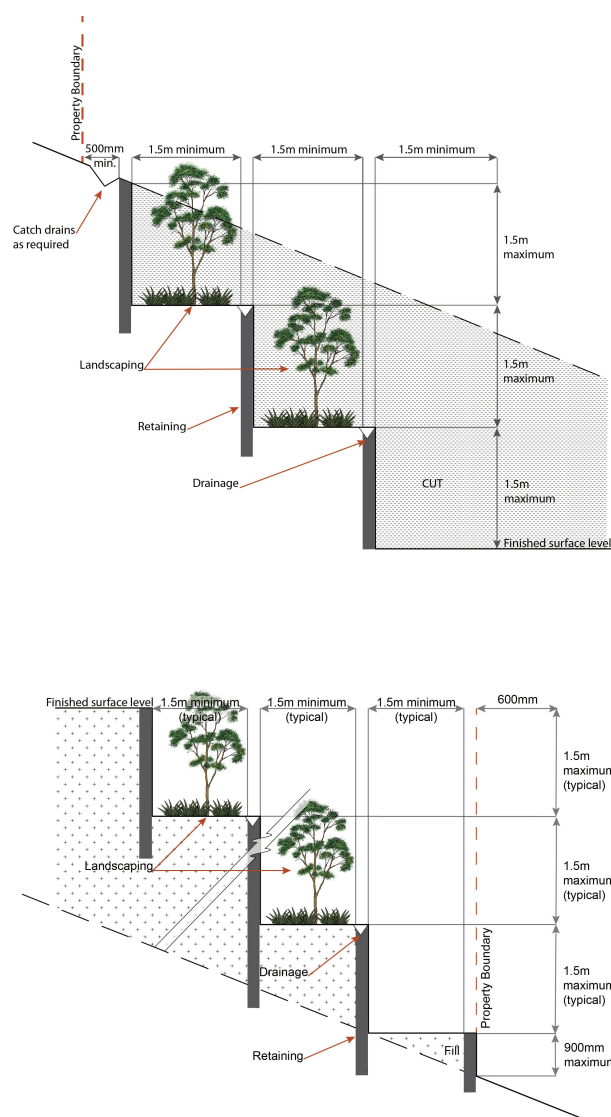 Property Boundary
500mm
min.
1.5m minimum
1.5m minimum
1.5m minimum
Catch drains
as required
1.5m
maximum
Landscaping
1.5m
maximum
Retaining
Drainage
CUT
1.5m
maximum
Finished surface level
Finished surface level
1.5m minimum
(typical)
1.5m minimum
(typical)
1.5m minimum
(typical)
600mm
1.5m
maximum
(typical)
Landscaping
1.5m
maximum
(typical)
Drainage
1.5m
maximum
(typical)
Property Boundary
Retaining
Fill
900mm
maximum